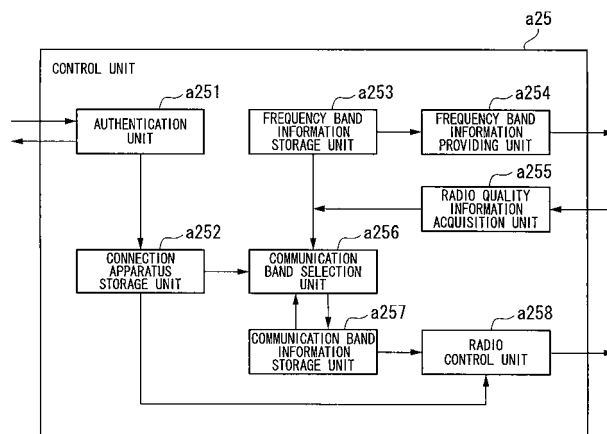 a25
CONTROL UNIT
a251
AUTHENTICATION
UNIT
a253
FREQUENCY BAND
INFORMATION
STORAGE UNIT
a254
FREQUENCY BAND
INFORMATION
PROVIDING UNIT
a255
RADIO QUALITY
INFORMATION
ACQUISITION UNIT
a252
CONNECTION
APPARATUS
STORAGE UNIT
a256
COMMUNICATION
BAND SELECTION
UNIT
a257
COMMUNICATION BAND
INFORMATION
STORAGE UNIT
a258
RADIO
CONTROL UNIT